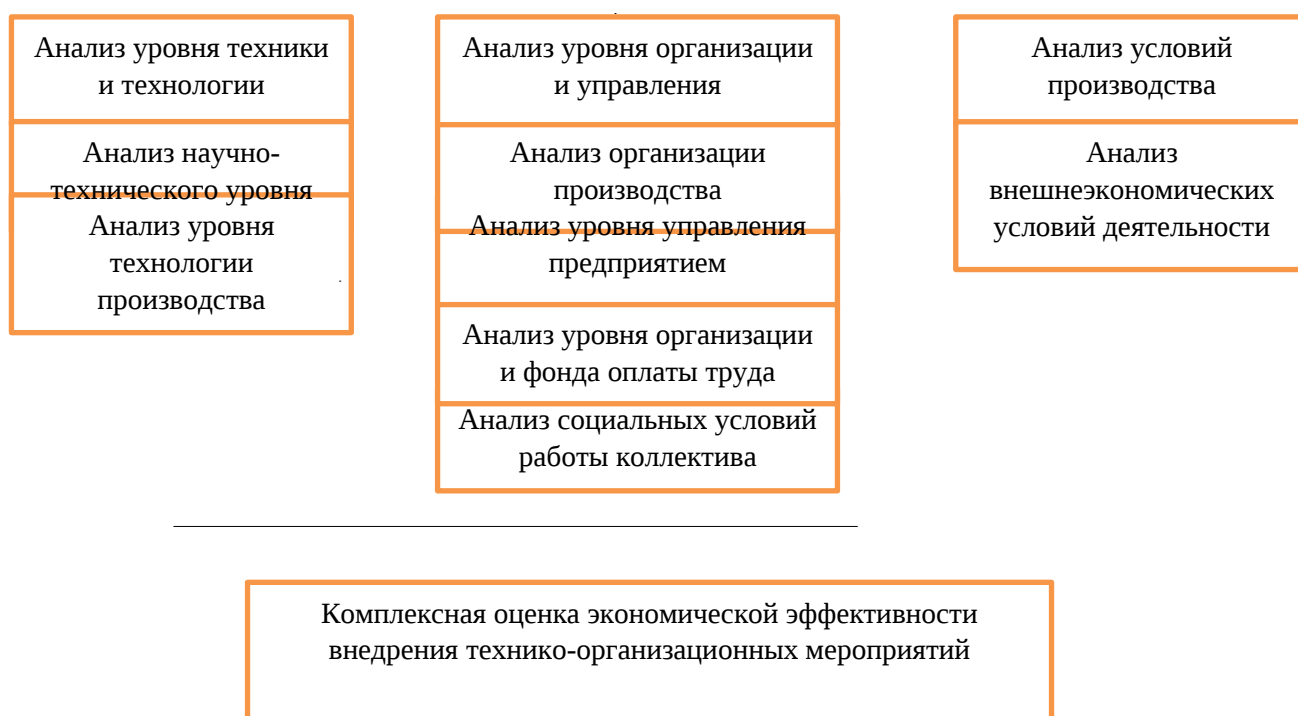 Анализ уровня техники
и технологии
Анализ научно-
технического уровня
Анализ уровня
технологии
производства
Анализ уровня организации
и управления
Анализ организации
производства
Анализ уровня управления
предприятием
Анализ уровня организации
и фонда оплаты труда
Анализ социальных условий
работы коллектива
Анализ условий
производства
Анализ
внешнеэкономических
условий деятельности
Комплексная оценка экономической эффективности
внедрения технико-организационных мероприятий